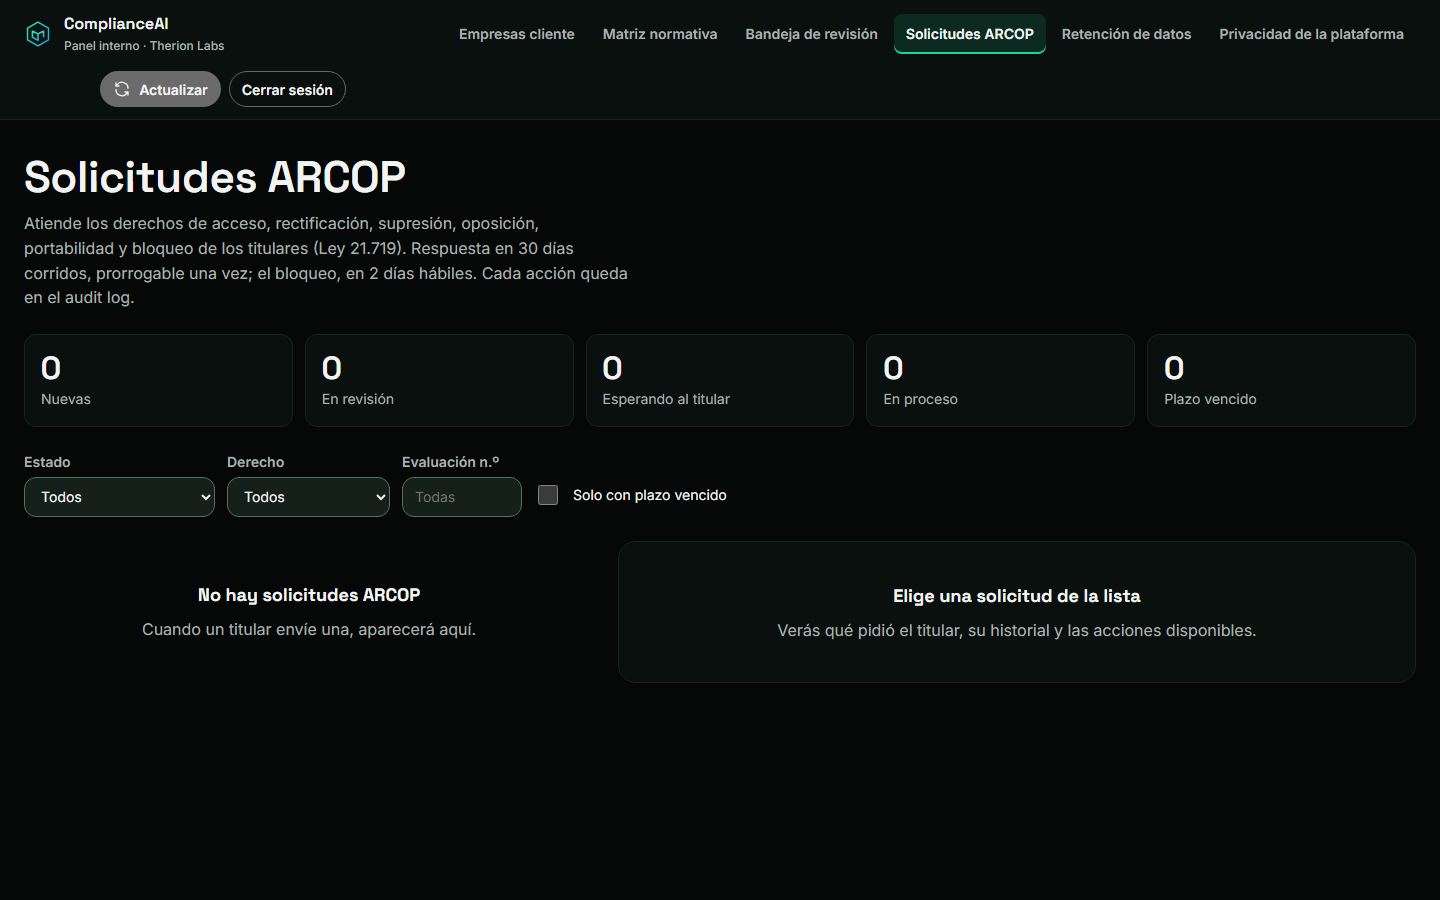 ComplianceAI
Panel interno · Therion Labs
Empresas cliente
Matriz normativa
Bandeja de revisión
Solicitudes ARCOP
Retención de datos
Privacidad de la plataforma
Actualizar
Cerrar sesión
Solicitudes ARCOP
Atiende los derechos de acceso, rectificación, supresión, oposición,
portabilidad y bloqueo de los titulares (Ley 21.719). Respuesta en 30 días
corridos, prorrogable una vez; el bloqueo, en 2 días hábiles. Cada acción queda
en el audit log.
0
Nuevas
0
En revisión
0
Esperando al titular
0
En proceso
0
Plazo vencido
Estado
Todos
Derecho
Todos
Evaluación n.º
Todas
Solo con plazo vencido
No hay solicitudes ARCOP
Cuando un titular envíe una, aparecerá aquí.
Elige una solicitud de la lista
Verás qué pidió el titular, su historial y las acciones disponibles.